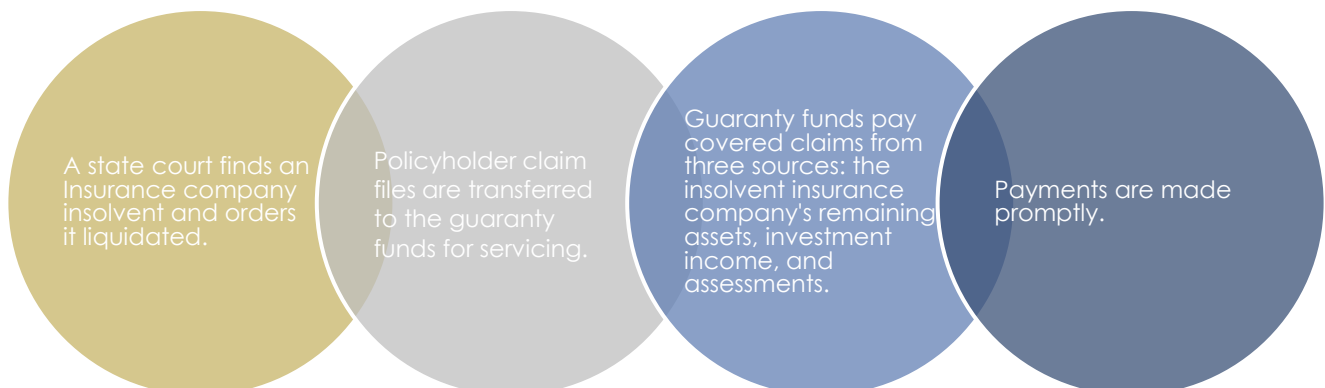 A state court finds an
Insurance company
insolvent and orders
it liquidated.
Policyholder claim
files are transferred
to the guaranty
funds for servicing.
Guaranty funds pay
covered claims from
three sources: the
insolvent insurance
company's remaining
assets, investment
income, and
assessments.
Payments are made
promptly.